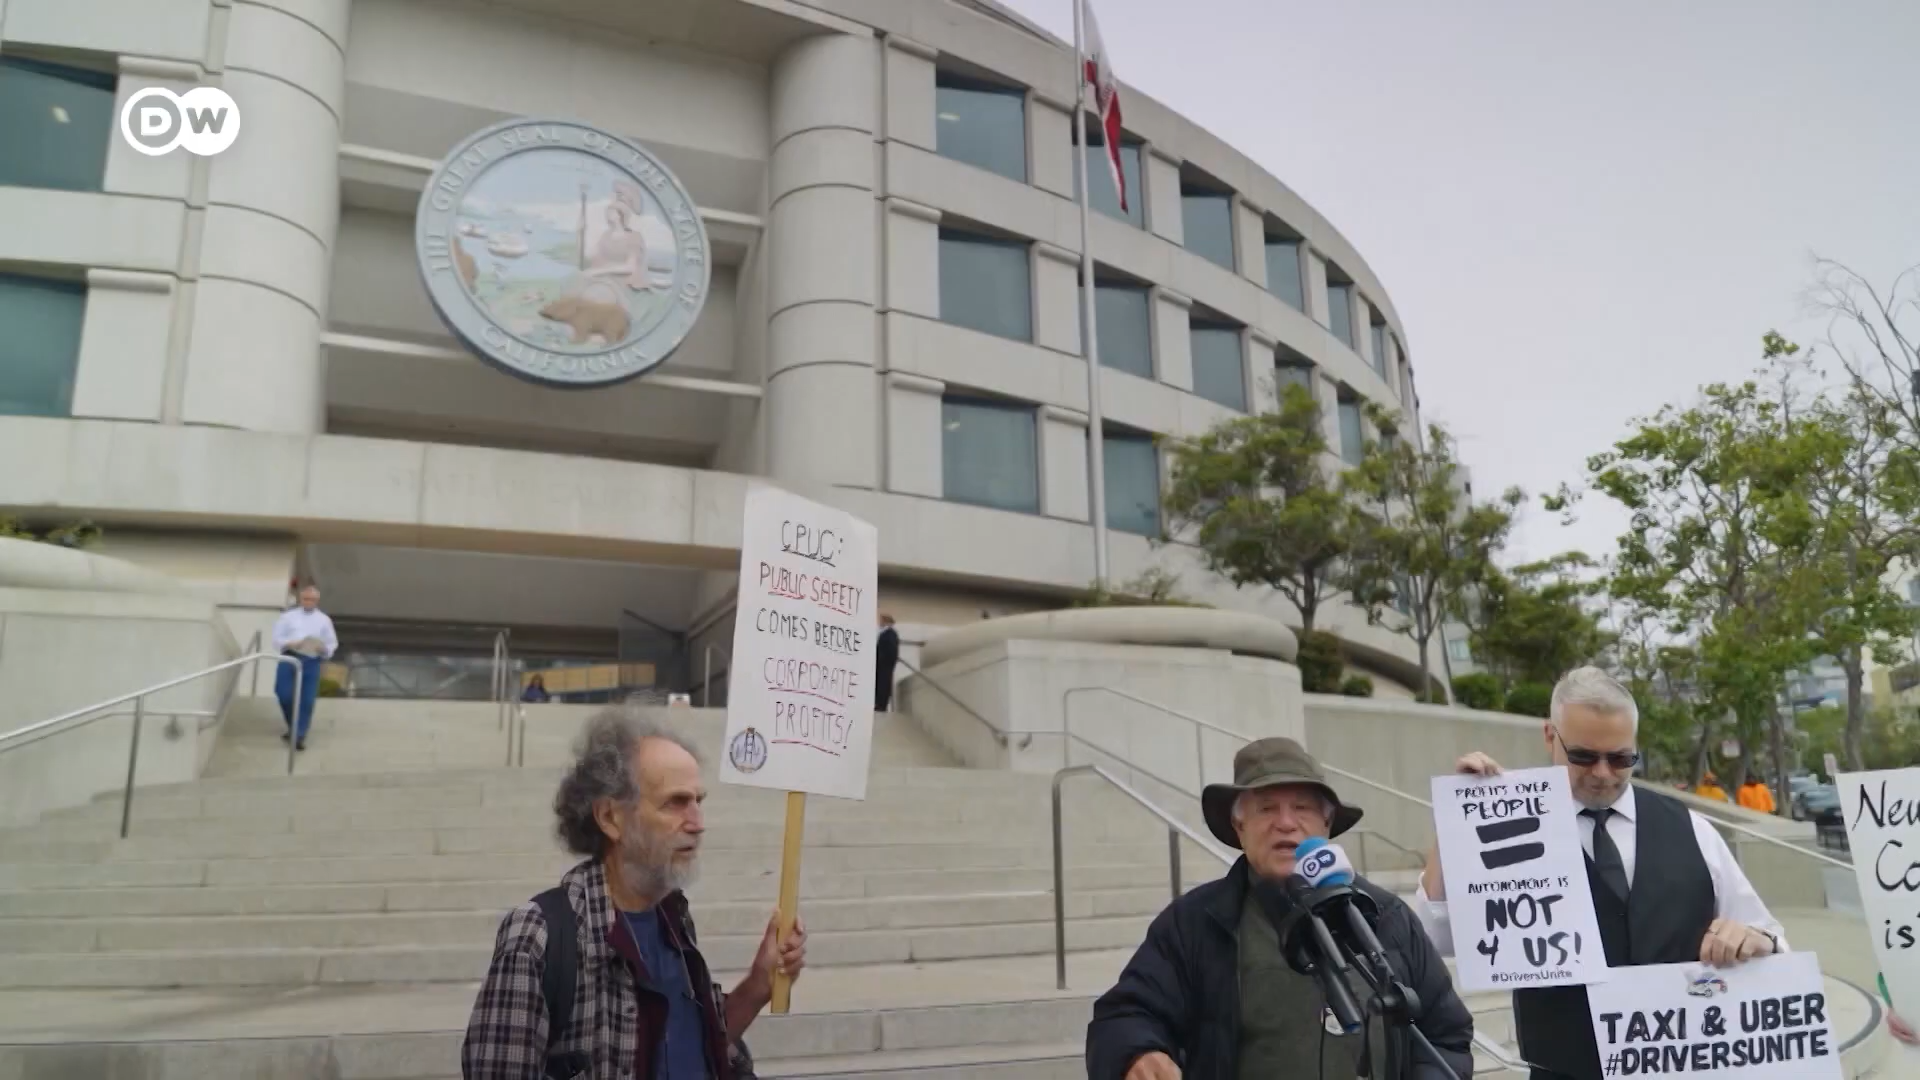 DW
THE GREAT SEAL OF THE STATE OF
CALIFORNIA
CPUC:
PUBLIC SAFETY
COMES BEFORE
CORPORATE
PROFITS!
DW
PROFITS OVER
PEOPLE
=
AUTONOMOUS IS
NOT
4 US!
#DriversUnite
TAXI & UBER
#DRIVERSUNITE
is